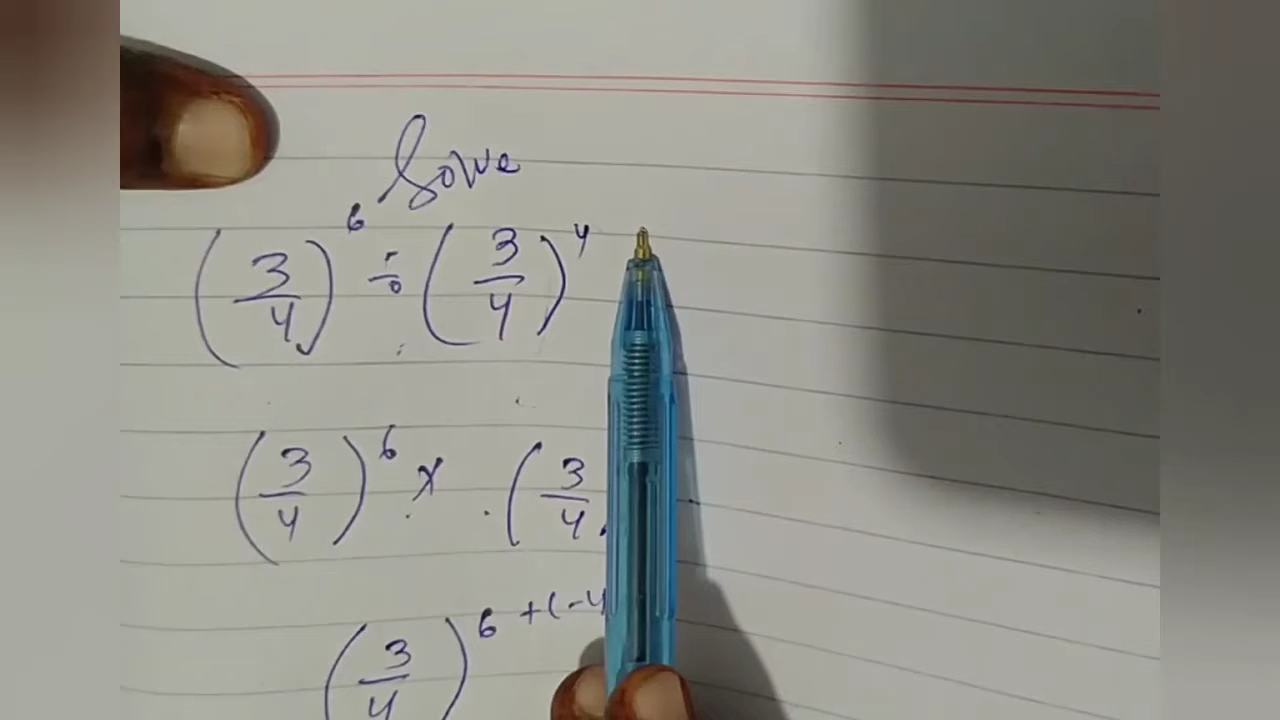 Solve
(3/4)^6 ÷ (3/4)^4
(3/4)^6 × (3/4
(3/4)^6+(-4